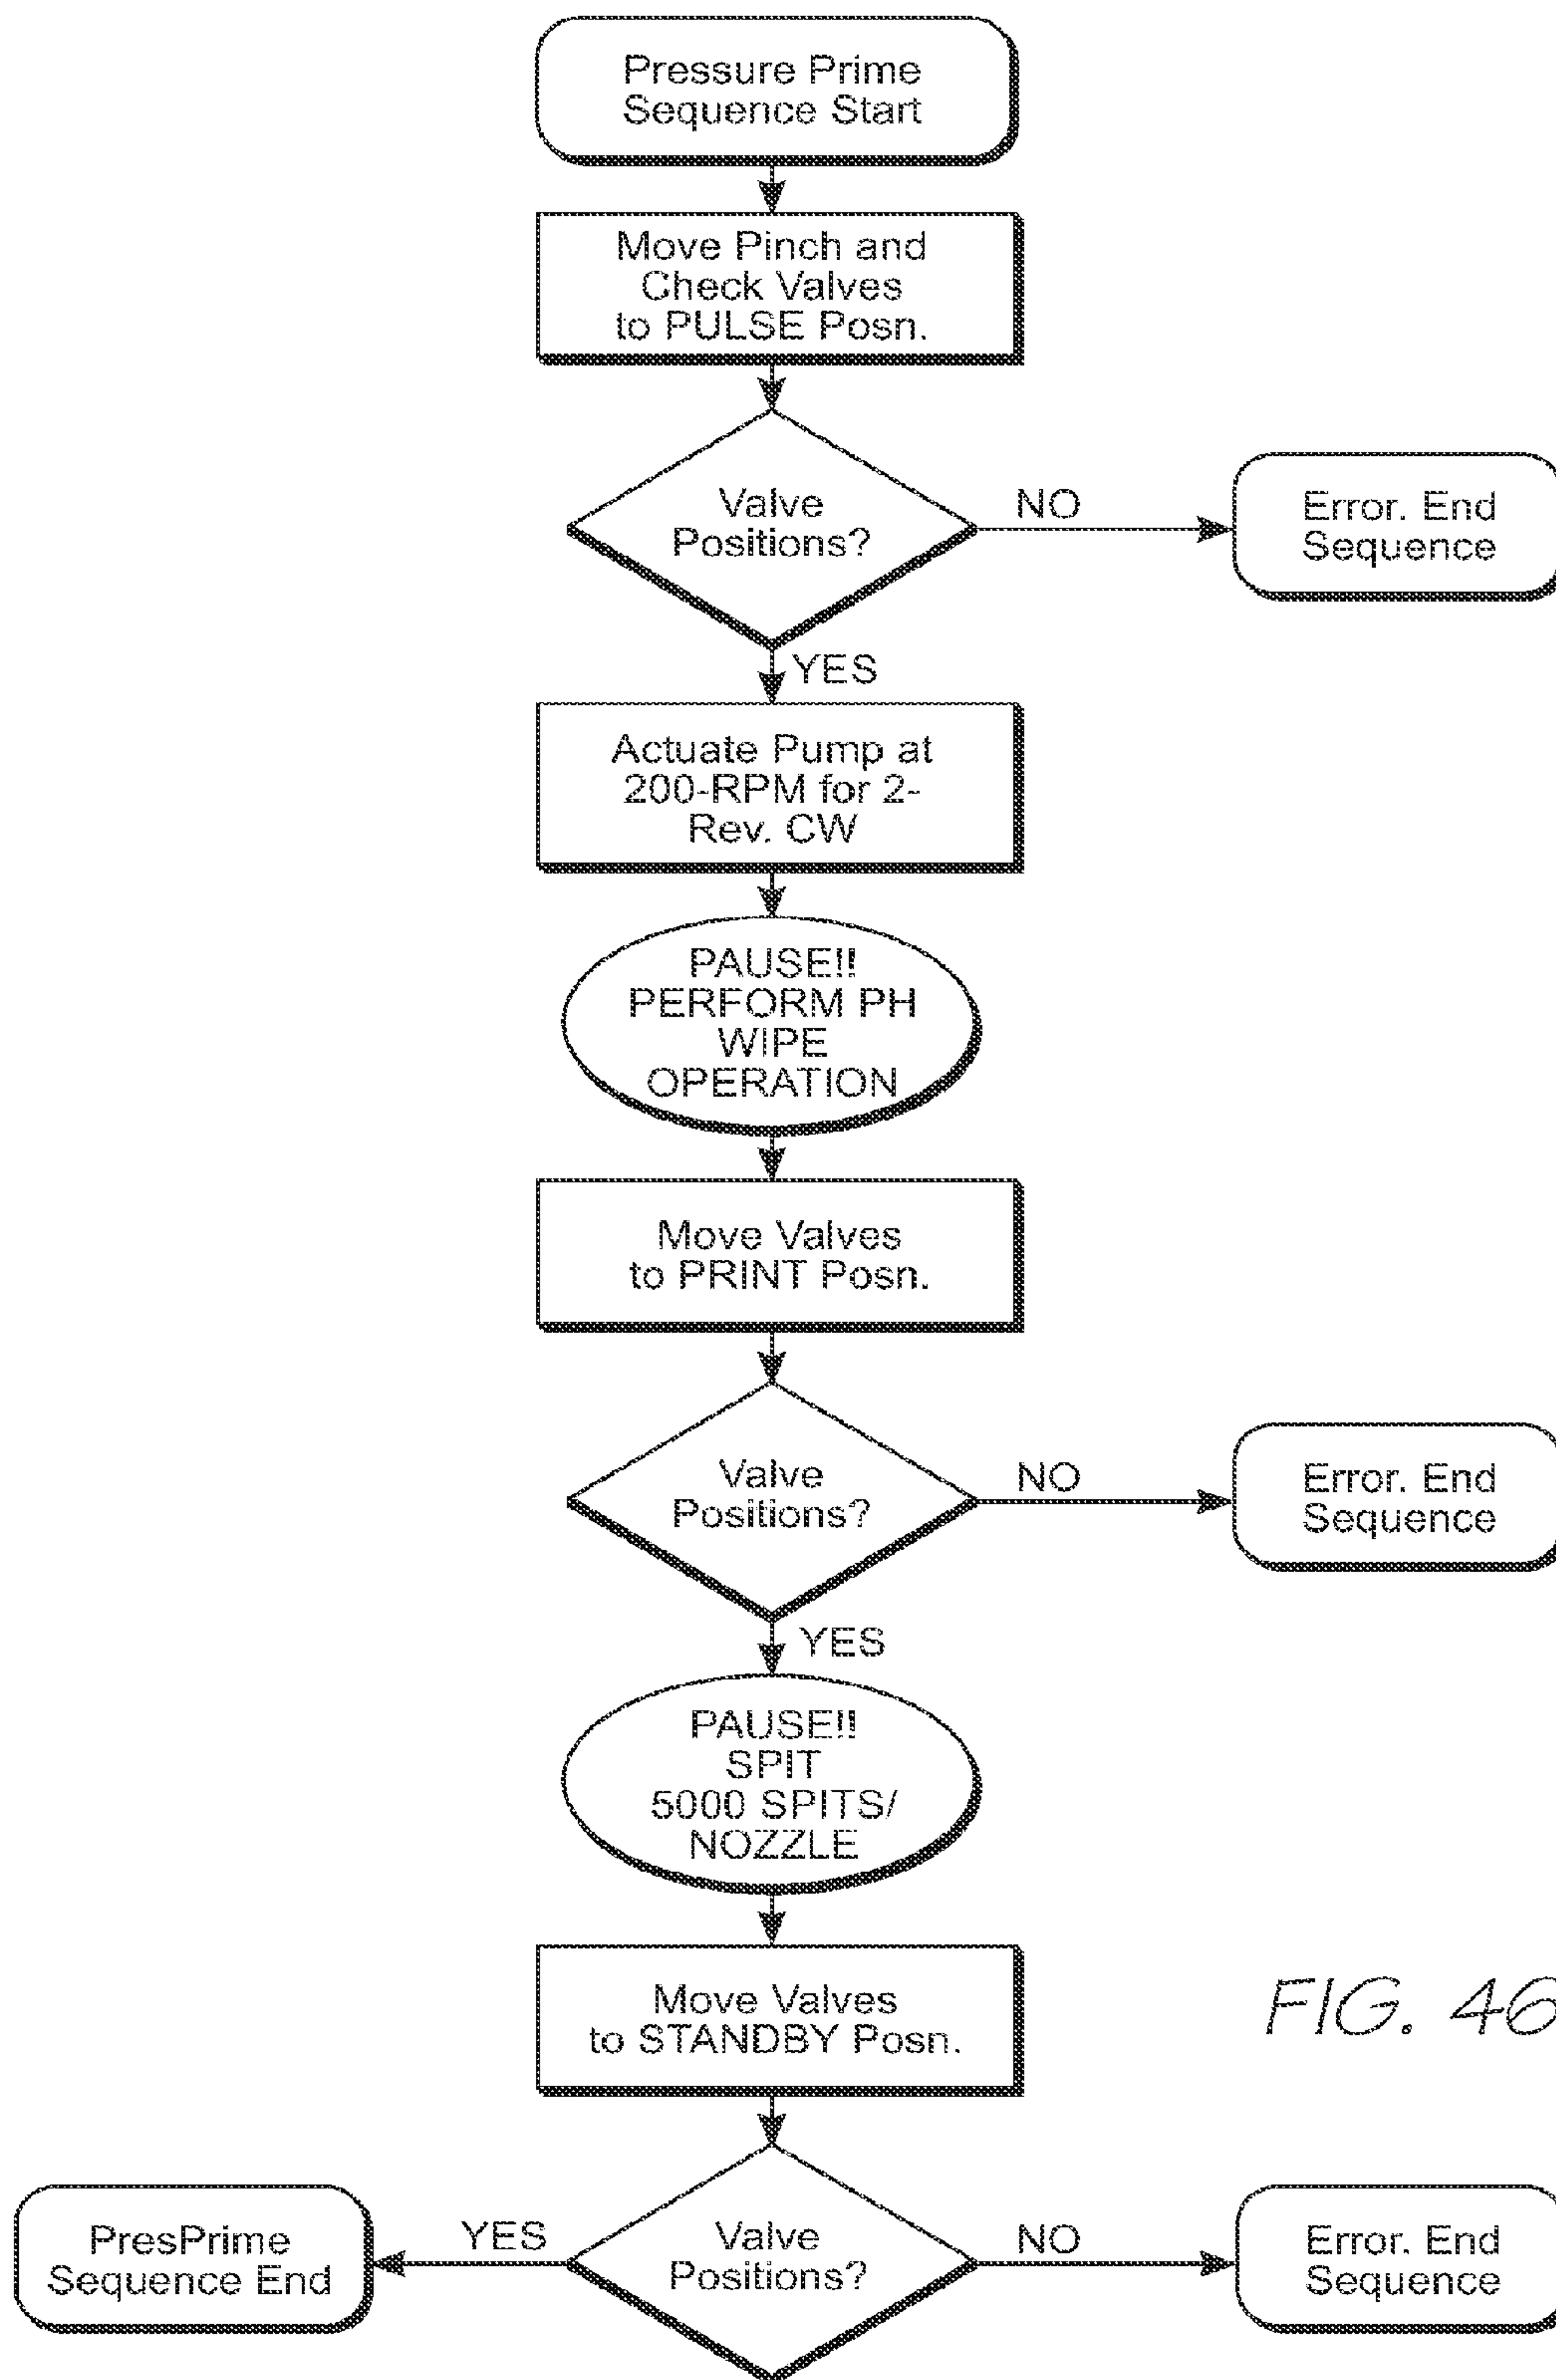 Pressure Prime
Sequence Start
Move Pinch and
Check Valves
to PULSE Posn.
Valve
Positions?
NO
Error. End
Sequence
YES
Actuate Pump at
200-RPM for 2-
Rev. CW
PAUSE!!
PERFORM PH
WIPE
OPERATION
Move Valves
to PRINT Posn.
Valve
Positions?
NO
Error. End
Sequence
YES
PAUSE!!
SPIT
5000 SPITS/
NOZZLE
Move Valves
to STANDBY Posn.
FIG. 46
PresPrime
Sequence End
YES
Valve
Positions?
NO
Error. End
Sequence